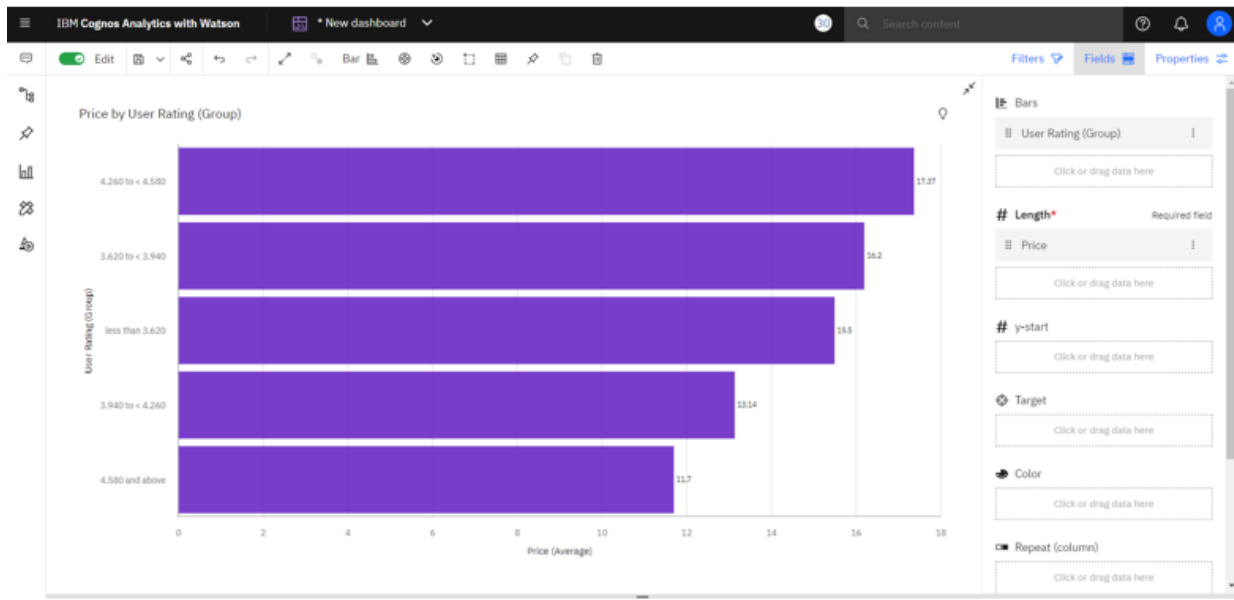 IBM Cognos Analytics with Watson
* New dashboard
30
Search content
Edit
Bar
Filters
Fields
Properties
Price by User Rating (Group)
User Rating (Group)
4.260 to < 4.580
17.37
3.620 to < 3.940
16.2
less than 3.620
15.5
3.940 to < 4.260
13.14
4.580 and above
11.7
0 2 4 6 8 10 12 14 16 18
Price (Average)
Bars
User Rating (Group)
Click or drag data here
# Length* Required field
Price
Click or drag data here
# y-start
Click or drag data here
Target
Click or drag data here
Color
Click or drag data here
Repeat (column)
Click or drag data here